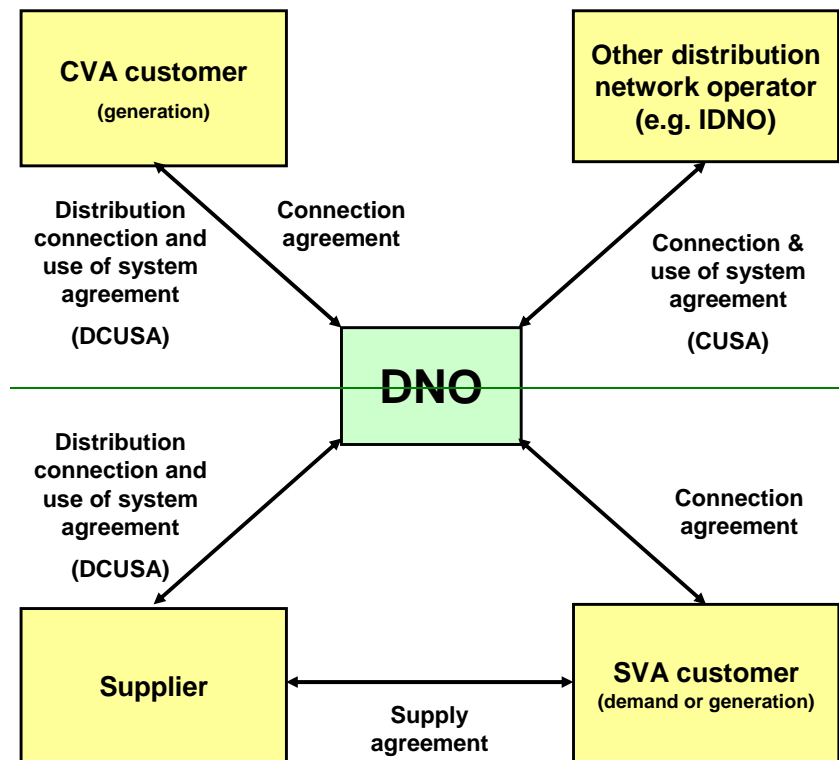 CVA customer
(generation)
Other distribution
network operator
(e.g. IDNO)
Distribution
connection and
use of system
agreement
(DCUSA)
Connection
agreement
Connection &
use of system
agreement
(CUSA)
DNO
Distribution
connection and
use of system
agreement
(DCUSA)
Connection
agreement
Supplier
Supply
agreement
SVA customer
(demand or generation)